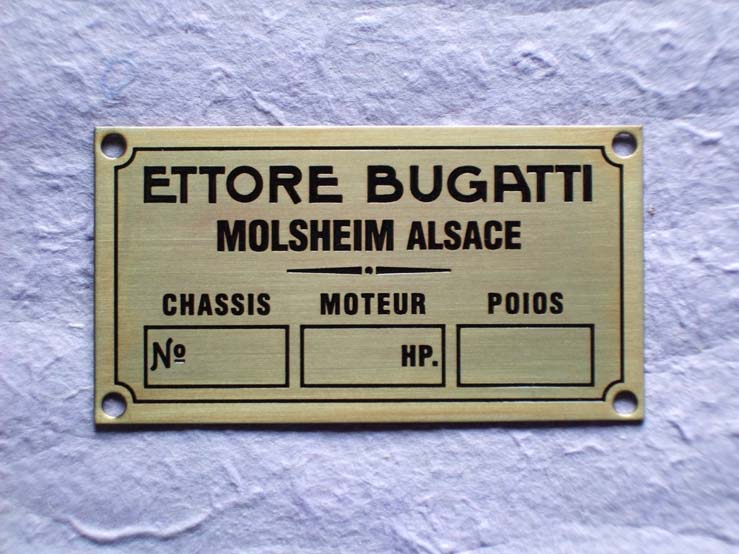 ETTORE BUGATTI
MOLSHEIM ALSACE
CHASSIS MOTEUR POIOS
Nº HP.